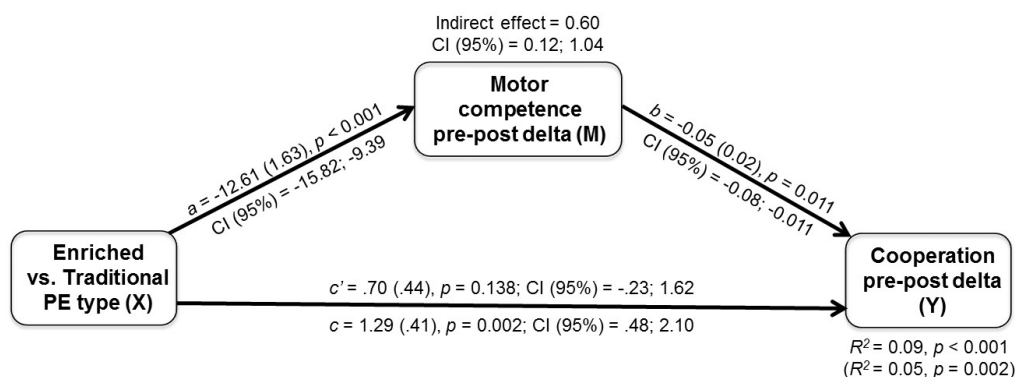 Indirect effect = 0.60
CI (95%) = 0.12; 1.04
Motor
competence
pre-post delta (M)
a = -12.61 (1.63), p < 0.001
CI (95%) = -15.82; -9.39
b = -0.05 (0.02), p = 0.011
CI (95%) = -0.08; -0.011
Enriched
vs. Traditional
PE type (X)
c’ = .70 (.44), p = 0.138; CI (95%) = -.23; 1.62
c = 1.29 (.41), p = 0.002; CI (95%) = .48; 2.10
Cooperation
pre-post delta
(Y)
R² = 0.09, p < 0.001
(R² = 0.05, p = 0.002)